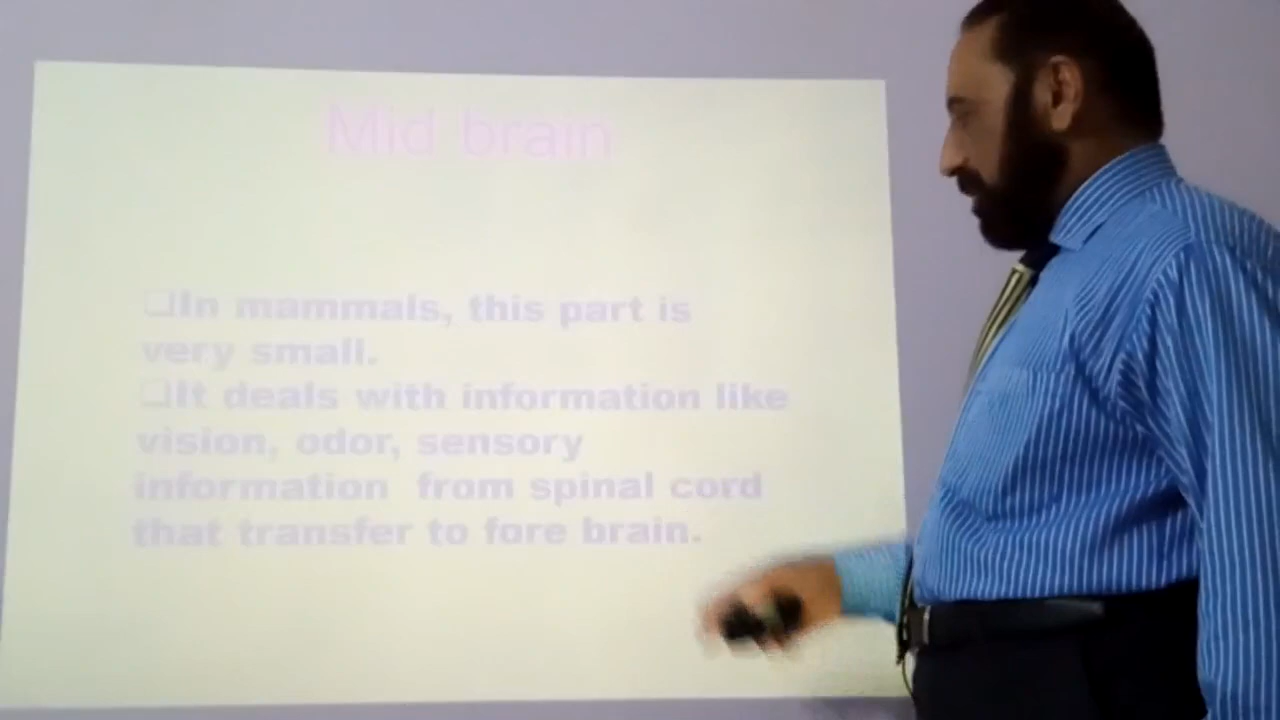 Mid brain
❑In mammals, this part is
very small.
❑It deals with information like
vision, odor, sensory
information from spinal cord
that transfer to fore brain.